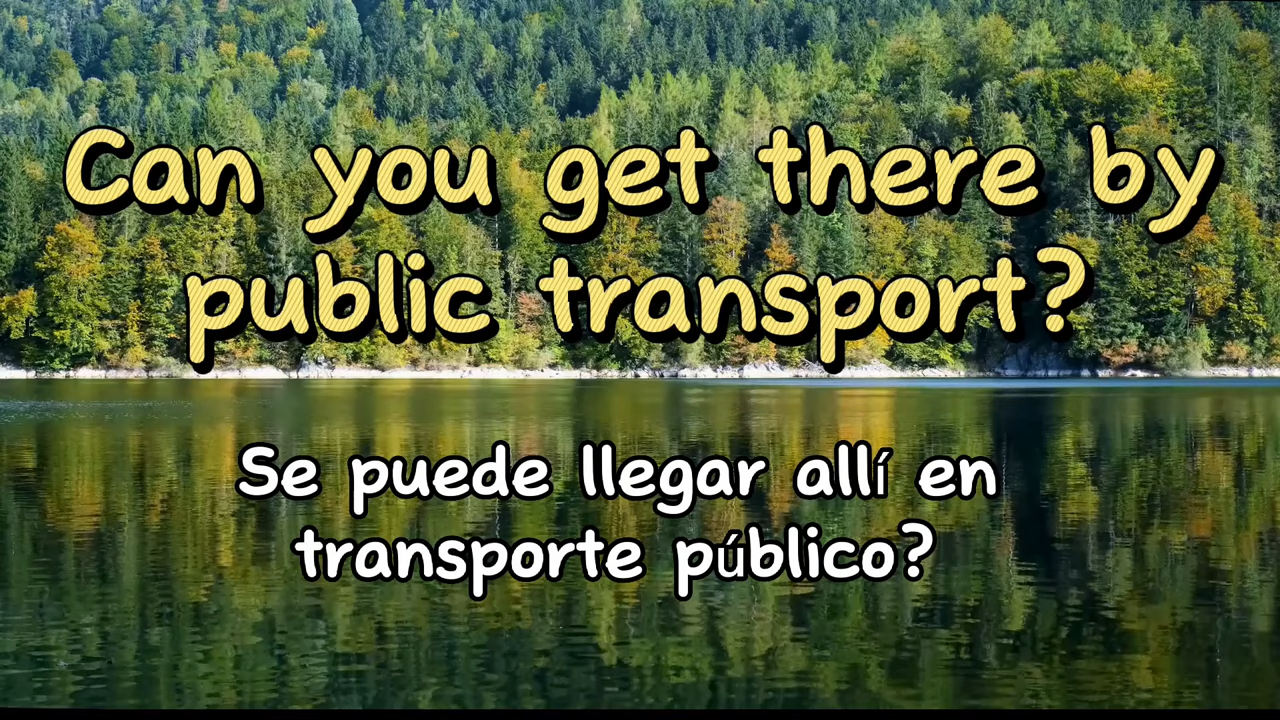 Can you get there by
public transport?
Se puede llegar allí en
transporte público?